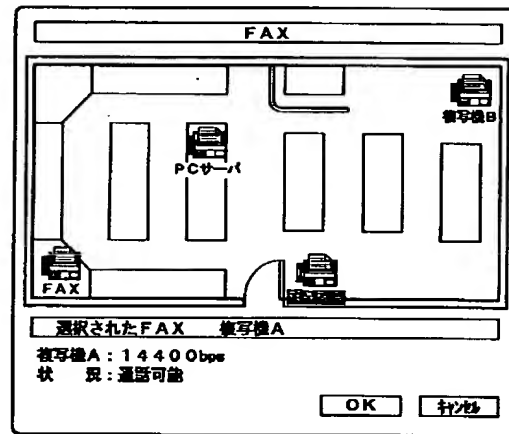 FAX
複写機B
PCサーバ
FAX
選択されたFAX 複写機A
複写機A：14400bps
状 況：通話可能
OK
ｷｬﾝｾﾙ